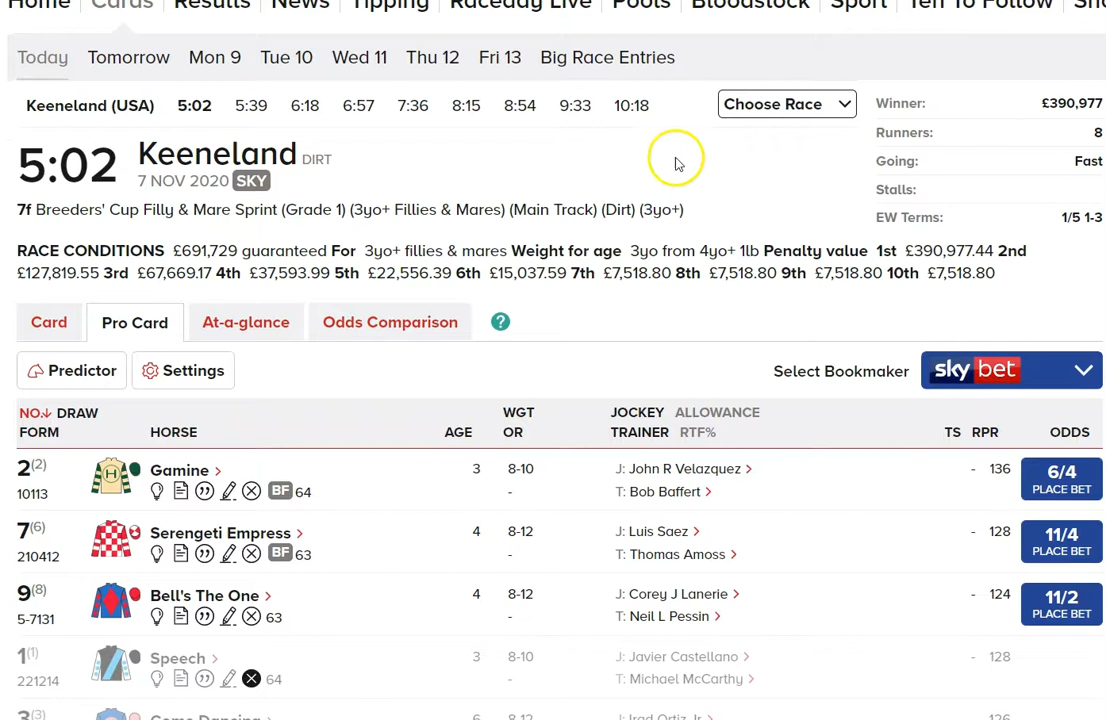 Home Cards Results News Tipping Raceday Live Pools Bloodstock Sport Ten To Follow
Today Tomorrow Mon 9 Tue 10 Wed 11 Thu 12 Fri 13 Big Race Entries
Keeneland (USA) 5:02 5:39 6:18 6:57 7:36 8:15 8:54 9:33 10:18 Choose Race
Winner: £390,977
Runners: 8
Going: Fast
Stalls:
EW Terms: 1/5 1-3
5:02 Keeneland DIRT
7 NOV 2020 SKY
7f Breeders' Cup Filly & Mare Sprint (Grade 1) (3yo+ Fillies & Mares) (Main Track) (Dirt) (3yo+)
RACE CONDITIONS £691,729 guaranteed For 3yo+ fillies & mares Weight for age 3yo from 4yo+ 1lb Penalty value 1st £390,977.44 2nd
£127,819.55 3rd £67,669.17 4th £37,593.99 5th £22,556.39 6th £15,037.59 7th £7,518.80 8th £7,518.80 9th £7,518.80 10th £7,518.80
Card Pro Card At-a-glance Odds Comparison ?
Predictor Settings Select Bookmaker sky bet
NO. DRAW WGT JOCKEY ALLOWANCE
FORM HORSE AGE OR TRAINER RTF% TS RPR ODDS
2(2) Gamine 3 8-10 J: John R Velazquez - 136 6/4
10113 BF 64 - T: Bob Baffert PLACE BET
7(6) Serengeti Empress 4 8-12 J: Luis Saez - 128 11/4
210412 BF 63 - T: Thomas Amoss PLACE BET
9(8) Bell's The One 4 8-12 J: Corey J Lanerie - 124 11/2
5-7131 63 - T: Neil L Pessin PLACE BET
1(1) Speech 3 8-10 J: Javier Castellano - 128
221214 64 - T: Michael McCarthy
3(3) Come Dancing 6 8-12 J: Irad Ortiz Jr - 126